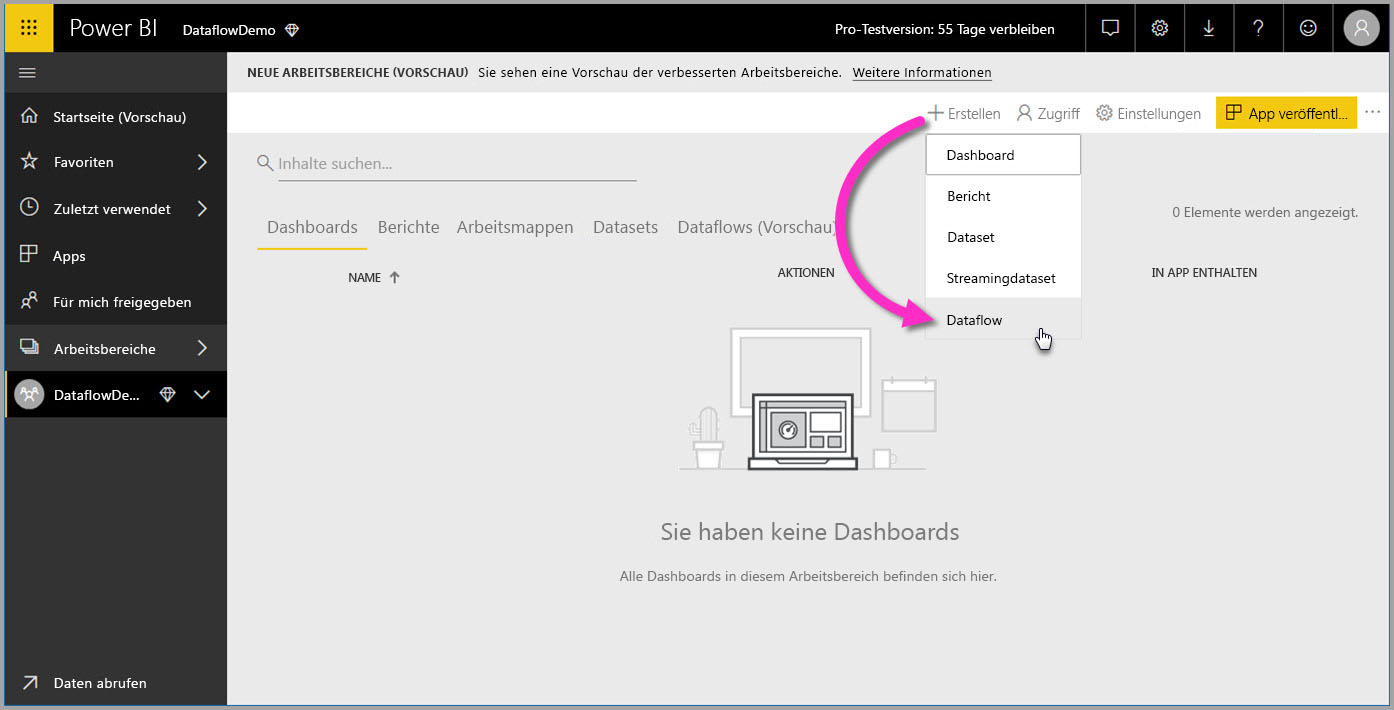 Power BI DataflowDemo Pro-Testversion: 55 Tage verbleiben ?
NEUE ARBEITSBEREICHE (VORSCHAU) Sie sehen eine Vorschau der verbesserten Arbeitsbereiche. Weitere Informationen
Startseite (Vorschau)
Favoriten
Zuletzt verwendet
Apps
Für mich freigegeben
Arbeitsbereiche
DataflowDe...
Daten abrufen
Erstellen Zugriff Einstellungen App veröffentl... ...
Dashboard
Bericht
Dataset
Streamingdataset
Dataflow
Inhalte suchen...
0 Elemente werden angezeigt.
Dashboards Berichte Arbeitsmappen Datasets Dataflows (Vorschau)
NAME AKTIONEN IN APP ENTHALTEN
Sie haben keine Dashboards
Alle Dashboards in diesem Arbeitsbereich befinden sich hier.